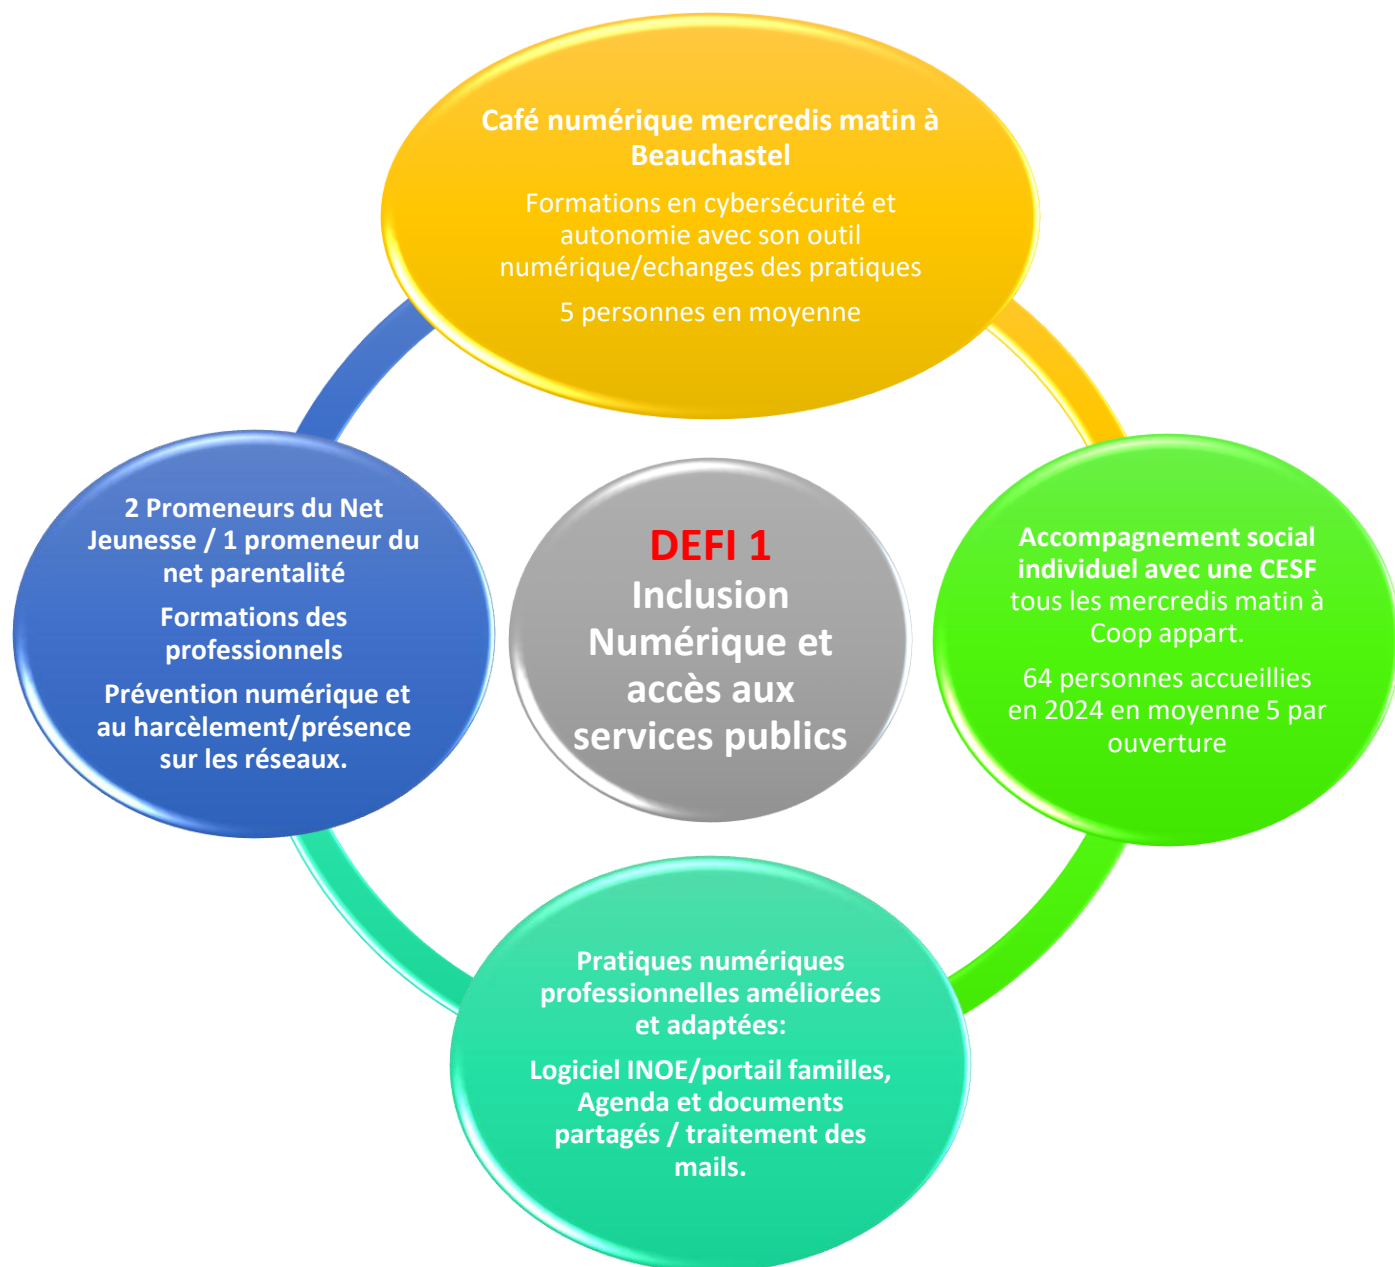 Café numérique mercredis matin à
Beauchastel
Formations en cybersécurité et
autonomie avec son outil
numérique/echanges des pratiques
5 personnes en moyenne
2 Promeneurs du Net
Jeunesse / 1 promeneur du
net parentalité
Formations des
professionnels
Prévention numérique et
au harcèlement/présence
sur les réseaux.
DEFI 1
Inclusion
Numérique et
accès aux
services publics
Accompagnement social
individuel avec une CESF
tous les mercredis matin à
Coop appart.
64 personnes accueillies
en 2024 en moyenne 5 par
ouverture
Pratiques numériques
professionnelles améliorées
et adaptées:
Logiciel INOE/portail familles,
Agenda et documents
partagés / traitement des
mails.